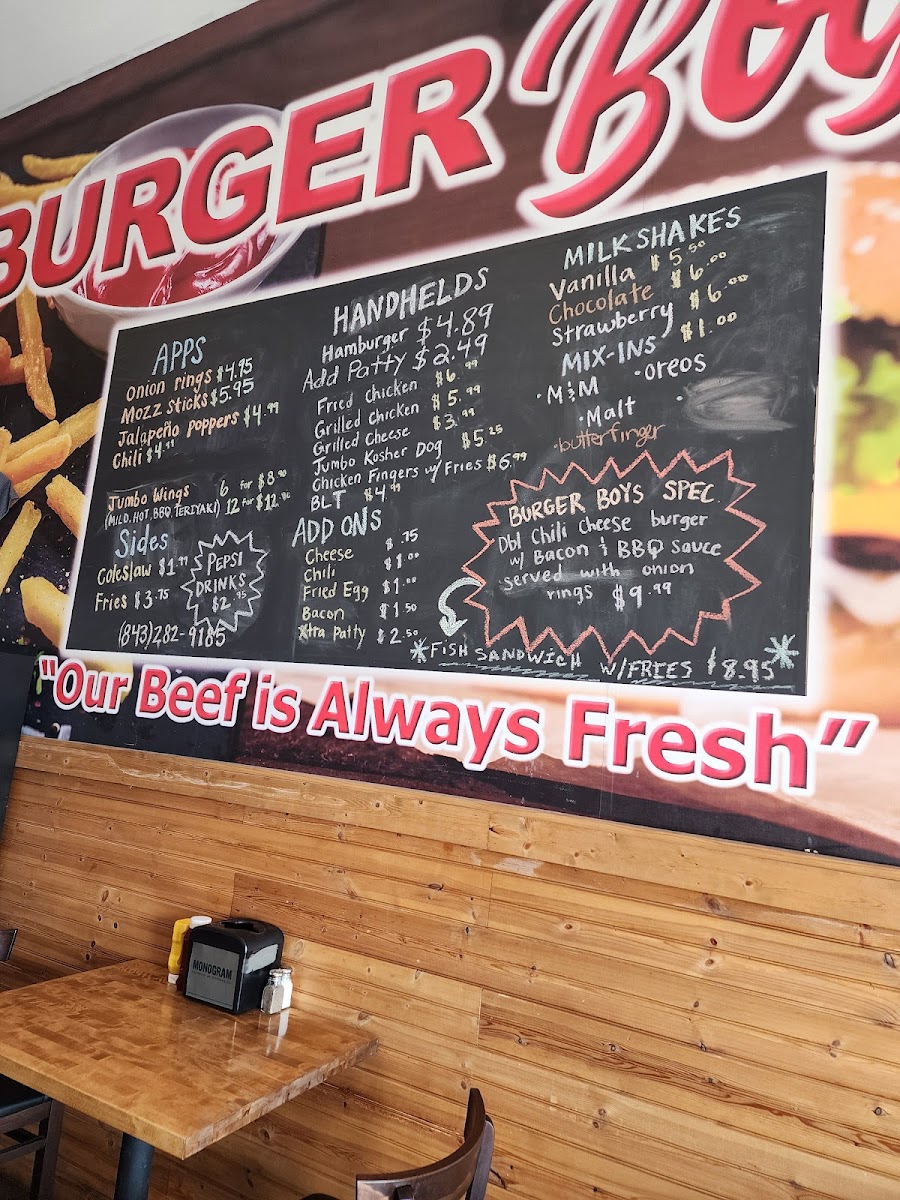 BURGER Boy
APPS
Onion rings $4.95
Mozz sticks $5.95
Jalapeño poppers $4.99
Chili $4.99
Jumbo Wings 6 for $8.90
(MILD, HOT, BBQ, TERIYAKI) 12 for $12.90
Sides
Coleslaw $1.99
Fries $3.75
PEPSI
DRINKS
$2.95
(843)282-9185
HANDHELDS
Hamburger $4.89
Add Patty $2.49
Fried chicken $6.99
Grilled Chicken $5.99
Grilled Cheese $3.99
Jumbo Kosher Dog $5.25
Chicken Fingers w/ Fries $6.99
BLT $4.99
ADD ONS
Cheese $.75
Chili $1.00
Fried Egg $1.00
Bacon $1.50
Xtra Patty $2.50
MILKSHAKES
Vanilla $5.50
Chocolate $6.00
Strawberry $6.00
MIX-INS $1.00
·M&M ·oreos
·Malt ·
·butterfinger
BURGER BOYS SPEC.
Dbl Chili Cheese burger
w/ Bacon & BBQ Sauce
served with onion
rings $9.99
*FISH SANDWICH W/FRIES $8.95*
"Our Beef is Always Fresh"
MONOGRAM